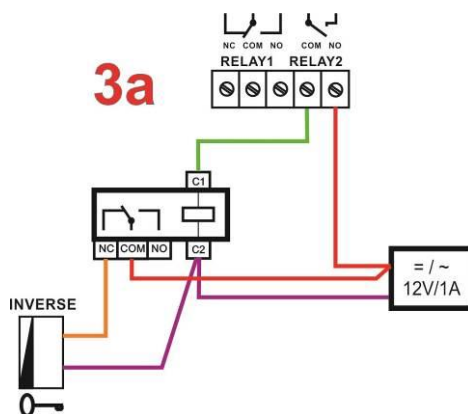 NC COM NO COM NO
RELAY1 RELAY2
3a
C1
NC COM NO C2
= / ~
12V/1A
INVERSE